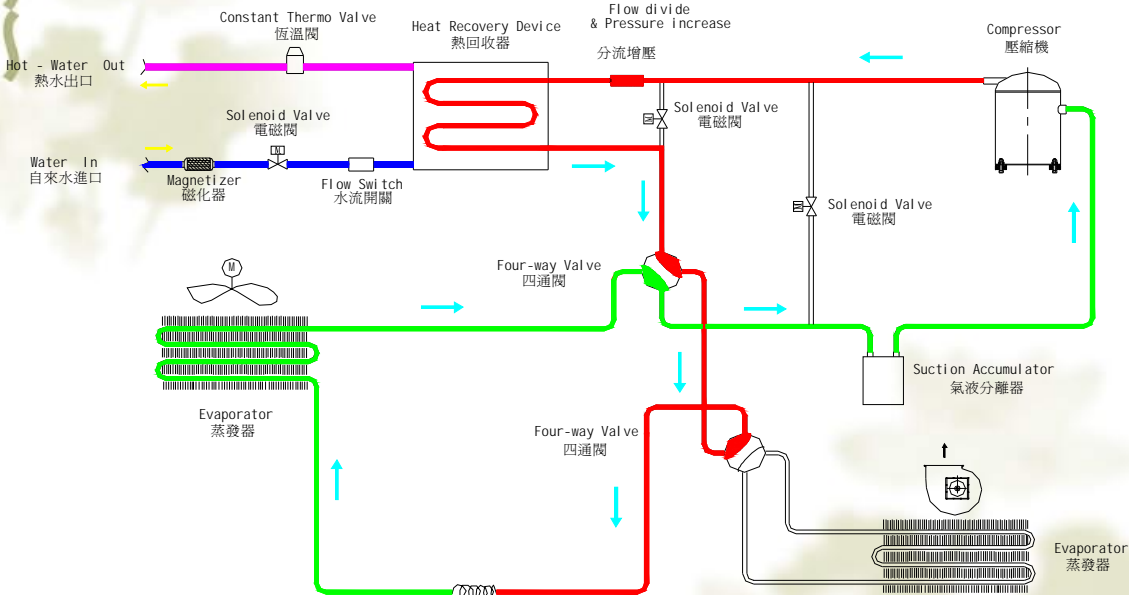 Constant Thermo Valve
恆溫閥
Heat Recovery Device
熱回收器
Flow divide
& Pressure increase
分流增壓
Compressor
壓縮機
Hot - Water Out
熱水出口
Solenoid Valve
電磁閥
M
Solenoid Valve
電磁閥
M
Water In
自來水進口
Magnetizer
磁化器
Flow Switch
水流開關
Solenoid Valve
電磁閥
M
Four-way Valve
四通閥
M
Suction Accumulator
氣液分離器
Evaporator
蒸發器
Four-way Valve
四通閥
Evaporator
蒸發器